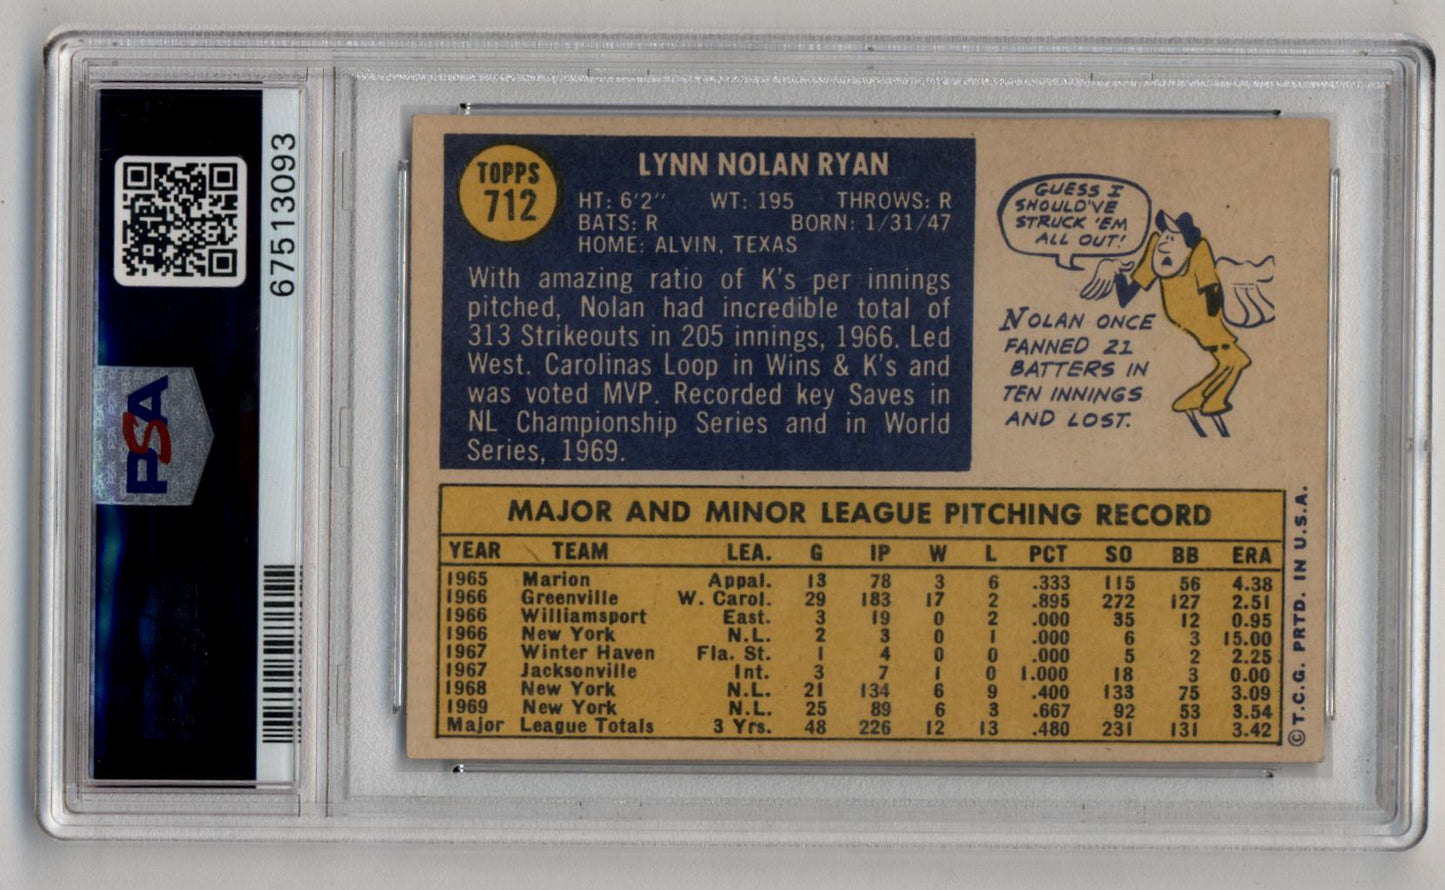 67513093
PSA
TOPPS
712
LYNN NOLAN RYAN
HT: 6'2" WT: 195 THROWS: R
BATS: R BORN: 1/31/47
HOME: ALVIN, TEXAS
With amazing ratio of K's per innings
pitched, Nolan had incredible total of
313 Strikeouts in 205 innings, 1966. Led
West. Carolinas Loop in Wins & K's and
was voted MVP. Recorded key Saves in
NL Championship Series and in World
Series, 1969.
GUESS I
SHOULD'VE
STRUCK 'EM
ALL OUT!
NOLAN ONCE
FANNED 21
BATTERS IN
TEN INNINGS
AND LOST.
MAJOR AND MINOR LEAGUE PITCHING RECORD
YEAR TEAM LEA. G IP W L PCT SO BB ERA
1965 Marion Appal. 13 78 3 6 .333 115 56 4.38
1966 Greenville W. Carol. 29 183 17 2 .895 272 127 2.51
1966 Williamsport East. 3 19 0 2 .000 35 12 0.95
1966 New York N.L. 2 3 0 1 .000 6 3 15.00
1967 Winter Haven Fla. St. 1 4 0 0 .000 5 2 2.25
1967 Jacksonville Int. 3 7 1 0 1.000 18 3 0.00
1968 New York N.L. 21 134 6 9 .400 133 75 3.09
1969 New York N.L. 25 89 6 3 .667 92 53 3.54
Major League Totals 3 Yrs. 48 226 12 13 .480 231 131 3.42
© T.C.G. PRTD. IN U.S.A.